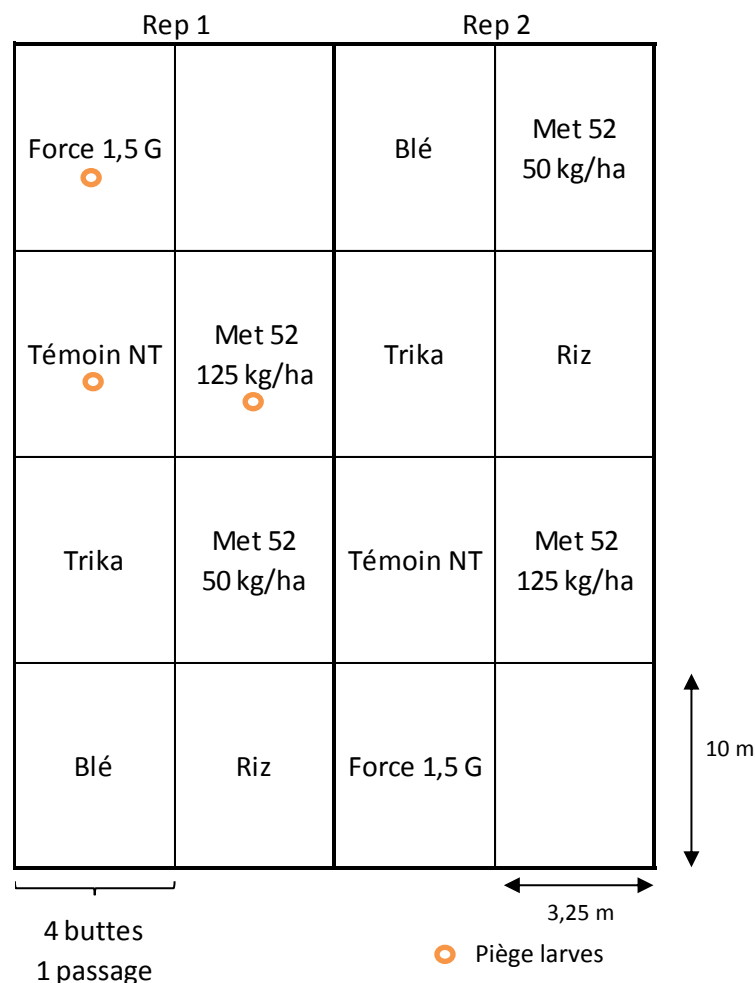 Rep 1 Rep 2
Force 1,5 G
Blé
Met 52
50 kg/ha
Témoin NT
Met 52
125 kg/ha
Trika
Riz
Trika
Met 52
50 kg/ha
Témoin NT
Met 52
125 kg/ha
Blé
Riz
Force 1,5 G
10 m
3,25 m
4 buttes
1 passage
Piège larves